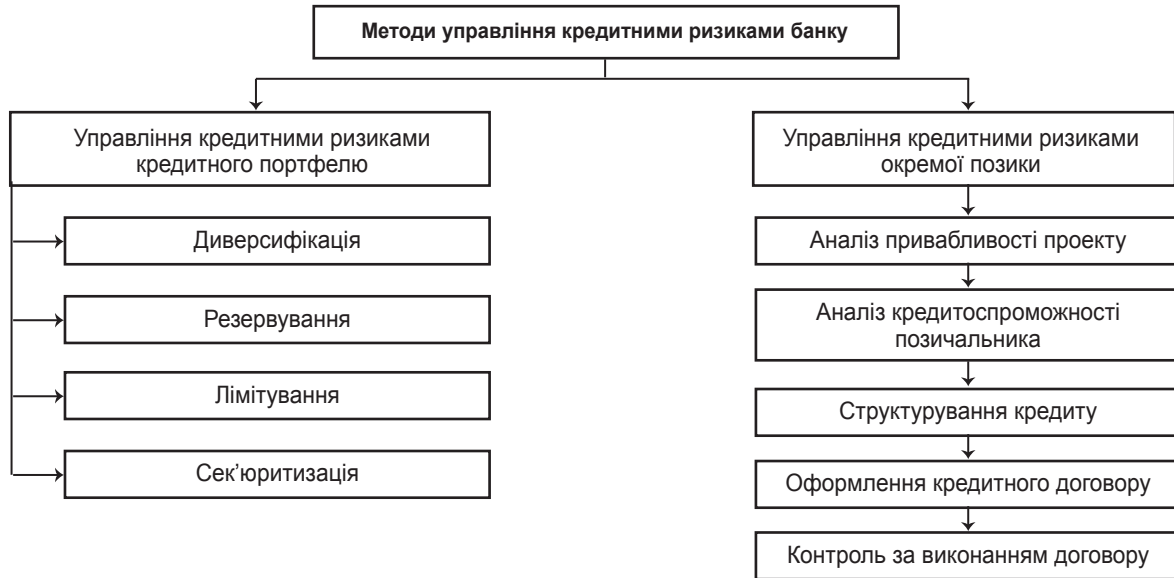 Методи управління кредитними ризиками банку
Управління кредитними ризиками
кредитного портфелю
Диверсифікація
Резервування
Лімітування
Сек’юритизація
Управління кредитними ризиками
окремої позики
Аналіз привабливості проекту
Аналіз кредитоспроможності
позичальника
Структурування кредиту
Оформлення кредитного договору
Контроль за виконанням договору